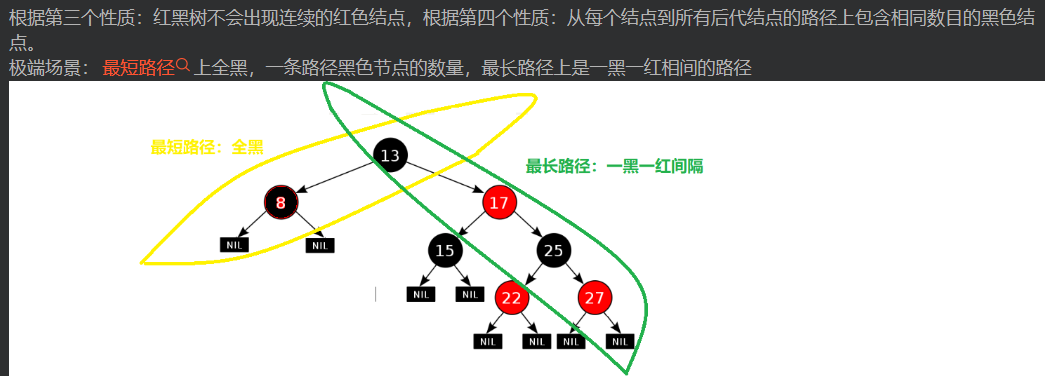 根据第三个性质：红黑树不会出现连续的红色结点，根据第四个性质：从每个结点到所有后代结点的路径上包含相同数目的黑色结
点。
极端场景：最短路径上全黑，一条路径黑色节点的数量，最长路径上是一黑一红相间的路径
最短路径：全黑
13
最长路径：一黑一红间隔
8
17
NIL
NIL
15
25
NIL
NIL
22
27
NIL
NIL
NIL
NIL